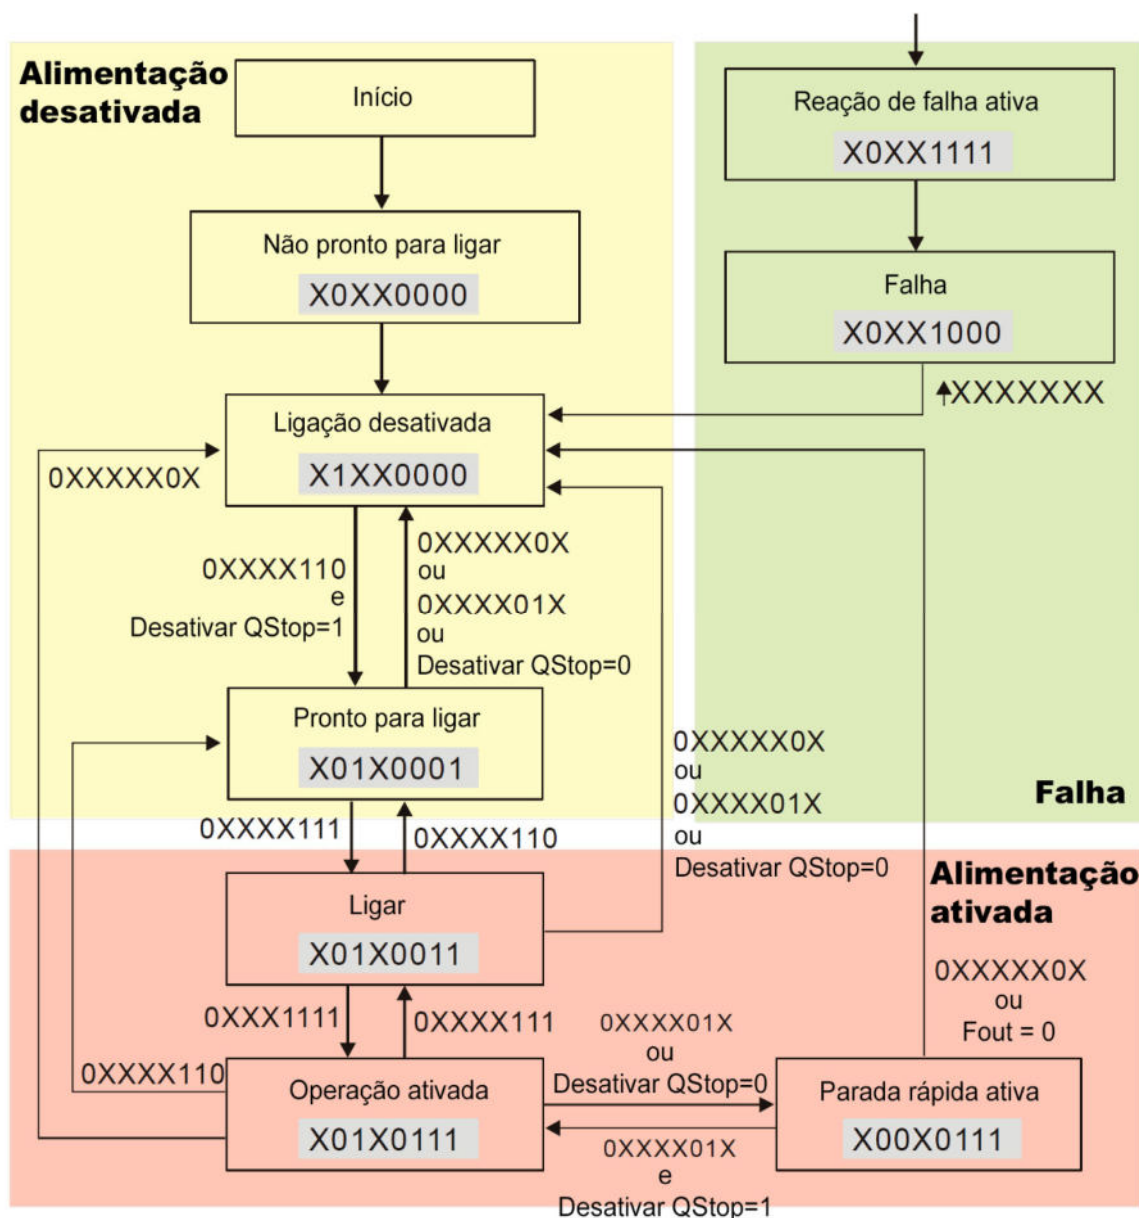 Alimentação
desativada
Início
Não pronto para ligar
X0XX0000
Ligação desativada
X1XX0000
0XXXXX0X
0XXXX110
e
Desativar QStop=1
0XXXXX0X
ou
0XXXX01X
ou
Desativar QStop=0
Pronto para ligar
X01X0001
0XXXX111
0XXXX110
Reação de falha ativa
X0XX1111
Falha
X0XX1000
XXXXXXX
Falha
0XXXXX0X
ou
0XXXX01X
ou
Desativar QStop=0
Alimentação
ativada
Ligar
X01X0011
0XXX1111
0XXXX111
0XXXX110
Operação ativada
X01X0111
0XXXX01X
ou
Desativar QStop=0
0XXXX01X
e
Desativar QStop=1
0XXXXX0X
ou
Fout = 0
Parada rápida ativa
X00X0111